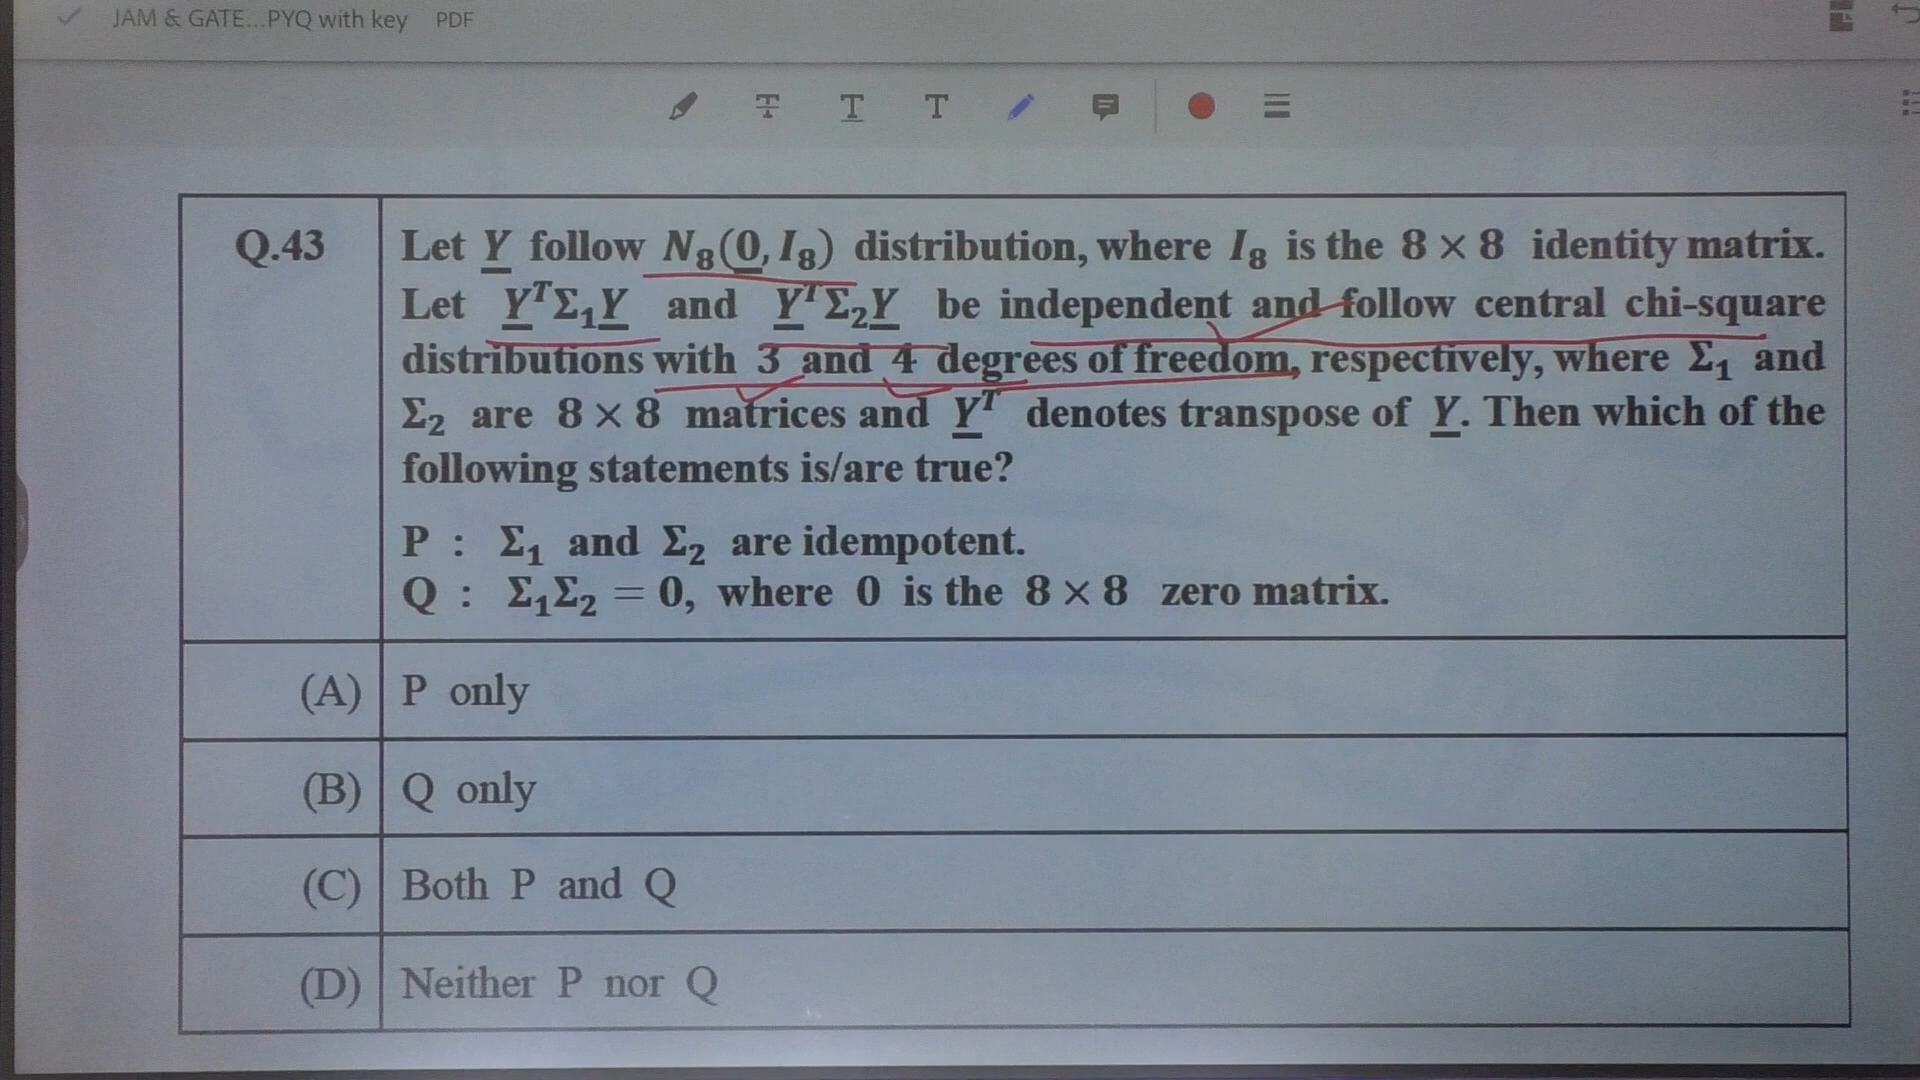 JAM & GATE...PYQ with key PDF
Q.43 Let Y follow N₈(0, I₈) distribution, where I₈ is the 8 × 8 identity matrix.
Let YᵀΣ₁Y and YᵀΣ₂Y be independent and follow central chi-square
distributions with 3 and 4 degrees of freedom, respectively, where Σ₁ and
Σ₂ are 8 × 8 matrices and Yᵀ denotes transpose of Y. Then which of the
following statements is/are true?
P : Σ₁ and Σ₂ are idempotent.
Q : Σ₁Σ₂ = 0, where 0 is the 8 × 8 zero matrix.
(A) P only
(B) Q only
(C) Both P and Q
(D) Neither P nor Q